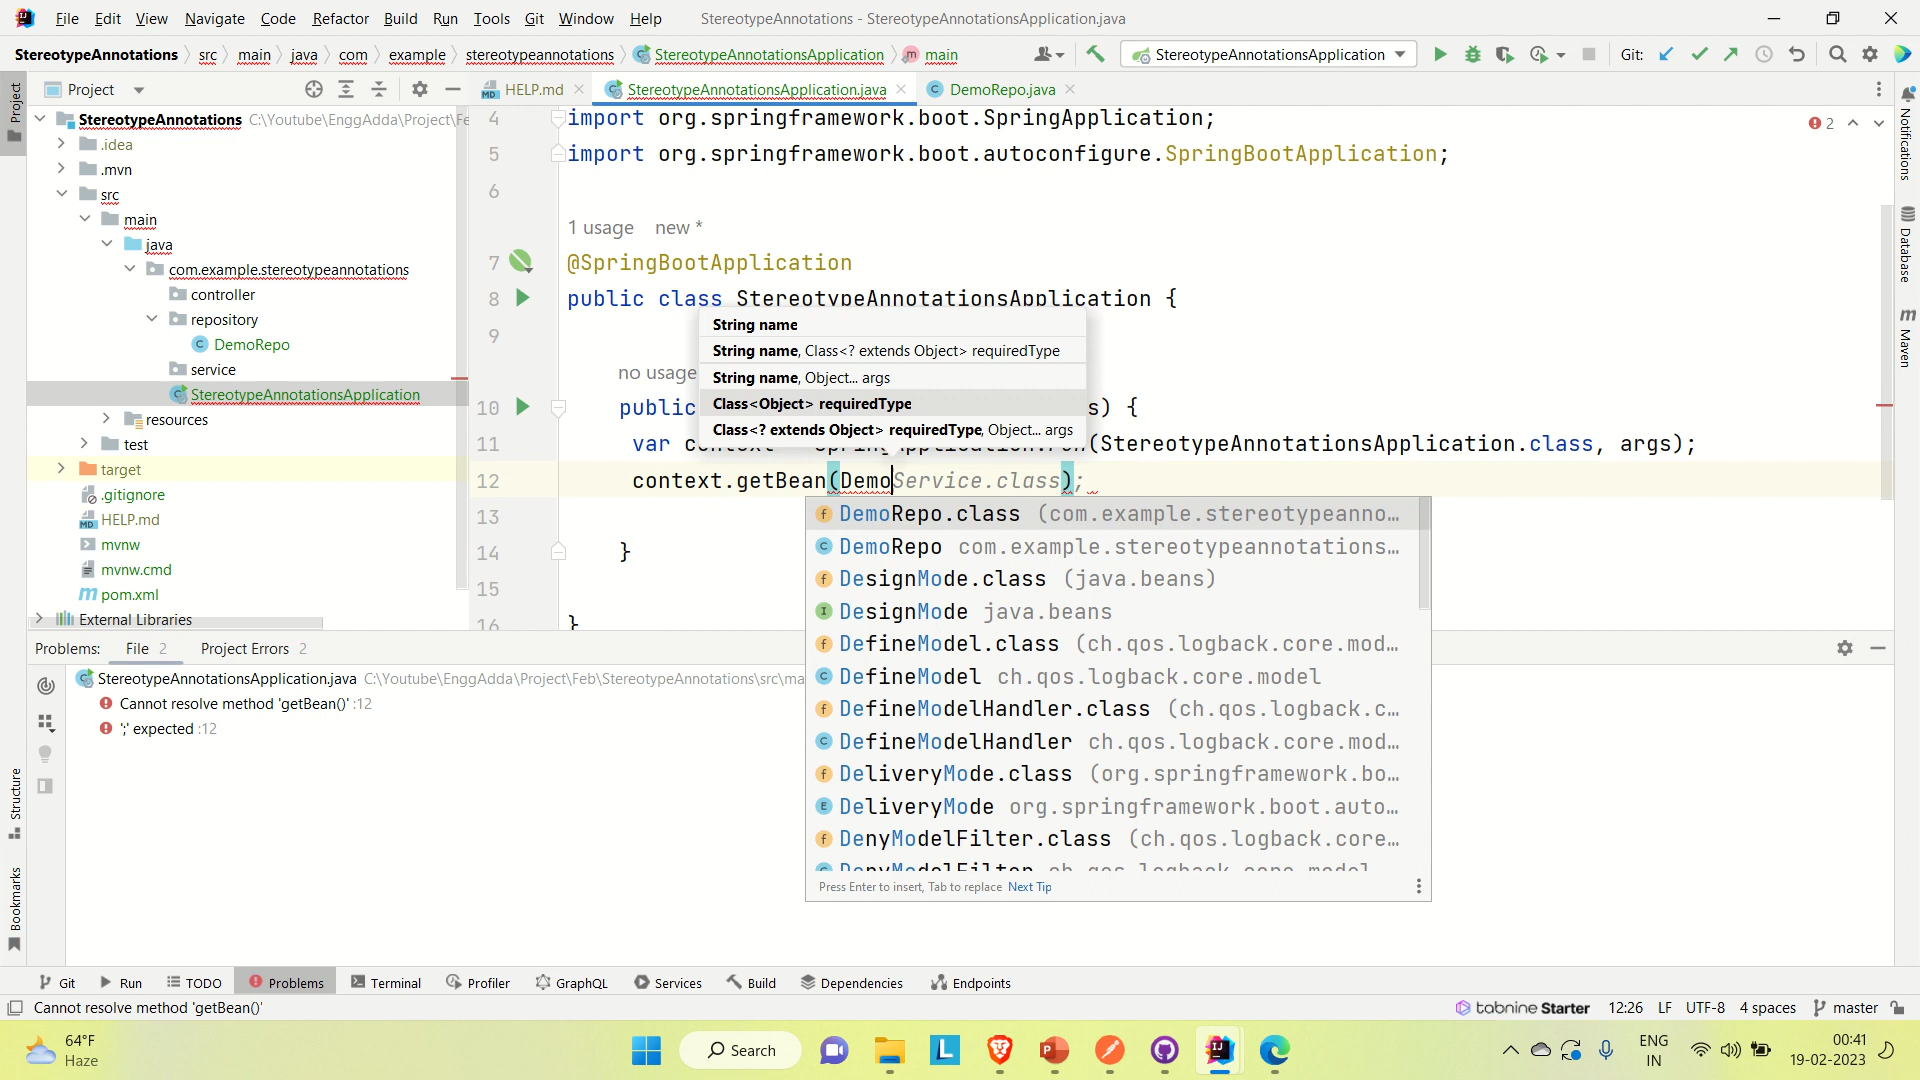 File Edit View Navigate Code Refactor Build Run Tools Git Window Help StereotypeAnnotations - StereotypeAnnotationsApplication.java
StereotypeAnnotations src main java com example stereotypeannotations StereotypeAnnotationsApplication main StereotypeAnnotationsApplication Git:
Project HELP.md StereotypeAnnotationsApplication.java DemoRepo.java
StereotypeAnnotations C:\Youtube\EnggAdda\Project\Fe
.idea
.mvn
src
main
java
com.example.stereotypeannotations
controller
repository
DemoRepo
service
StereotypeAnnotationsApplication
resources
test
target
.gitignore
HELP.md
mvnw
mvnw.cmd
pom.xml
External Libraries
4 import org.springframework.boot.SpringApplication;
5 import org.springframework.boot.autoconfigure.SpringBootApplication;
6
1 usage new *
7 @SpringBootApplication
8 public class StereotypeAnnotationsApplication {
9
no usage
10 public s) {
11 var context = SpringApplication.run(StereotypeAnnotationsApplication.class, args);
12 context.getBean(DemoService.class);
13
14 }
15
16 }
2
String name
String name, Class<? extends Object> requiredType
String name, Object... args
Class<Object> requiredType
Class<? extends Object> requiredType, Object... args
DemoRepo.class (com.example.stereotypeanno...
DemoRepo com.example.stereotypeannotations...
DesignMode.class (java.beans)
DesignMode java.beans
DefineModel.class (ch.qos.logback.core.mod...
DefineModel ch.qos.logback.core.model
DefineModelHandler.class (ch.qos.logback.c...
DefineModelHandler ch.qos.logback.core.mod...
DeliveryMode.class (org.springframework.bo...
DeliveryMode org.springframework.boot.auto...
DenyModelFilter.class (ch.qos.logback.core...
DenyModelFilter ch.qos.logback.core.model
Press Enter to insert, Tab to replace Next Tip
Problems: File 2 Project Errors 2
StereotypeAnnotationsApplication.java C:\Youtube\EnggAdda\Project\Feb\StereotypeAnnotations\src\ma
Cannot resolve method 'getBean()' :12
';' expected :12
Project
Structure
Bookmarks
Notifications
Database
Maven
Git Run TODO Problems Terminal Profiler GraphQL Services Build Dependencies Endpoints
Cannot resolve method 'getBean()' tabnine Starter 12:26 LF UTF-8 4 spaces master
64°F
Haze
Search
ENG
IN
00:41
19-02-2023